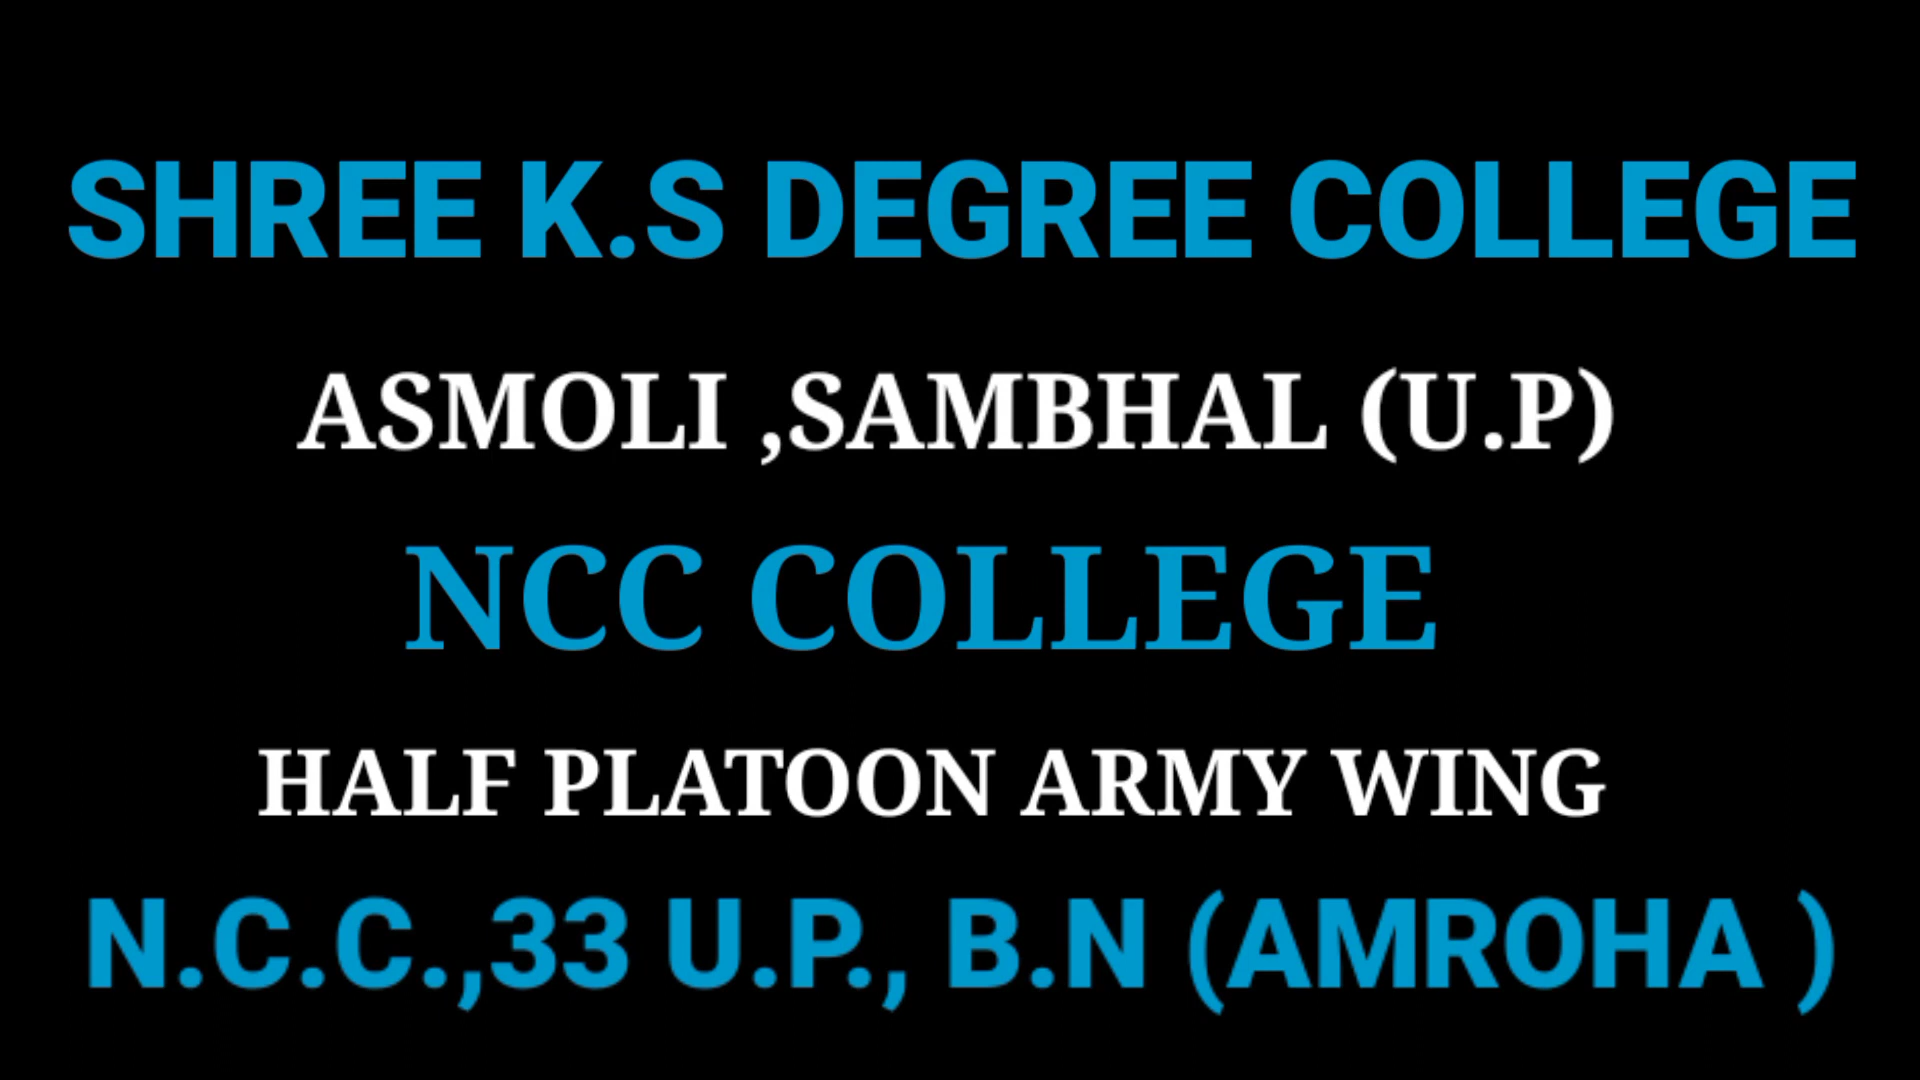 SHREE K.S DEGREE COLLEGE
ASMOLI ,SAMBHAL (U.P)
NCC COLLEGE
HALF PLATOON ARMY WING
N.C.C.,33 U.P., B.N (AMROHA )